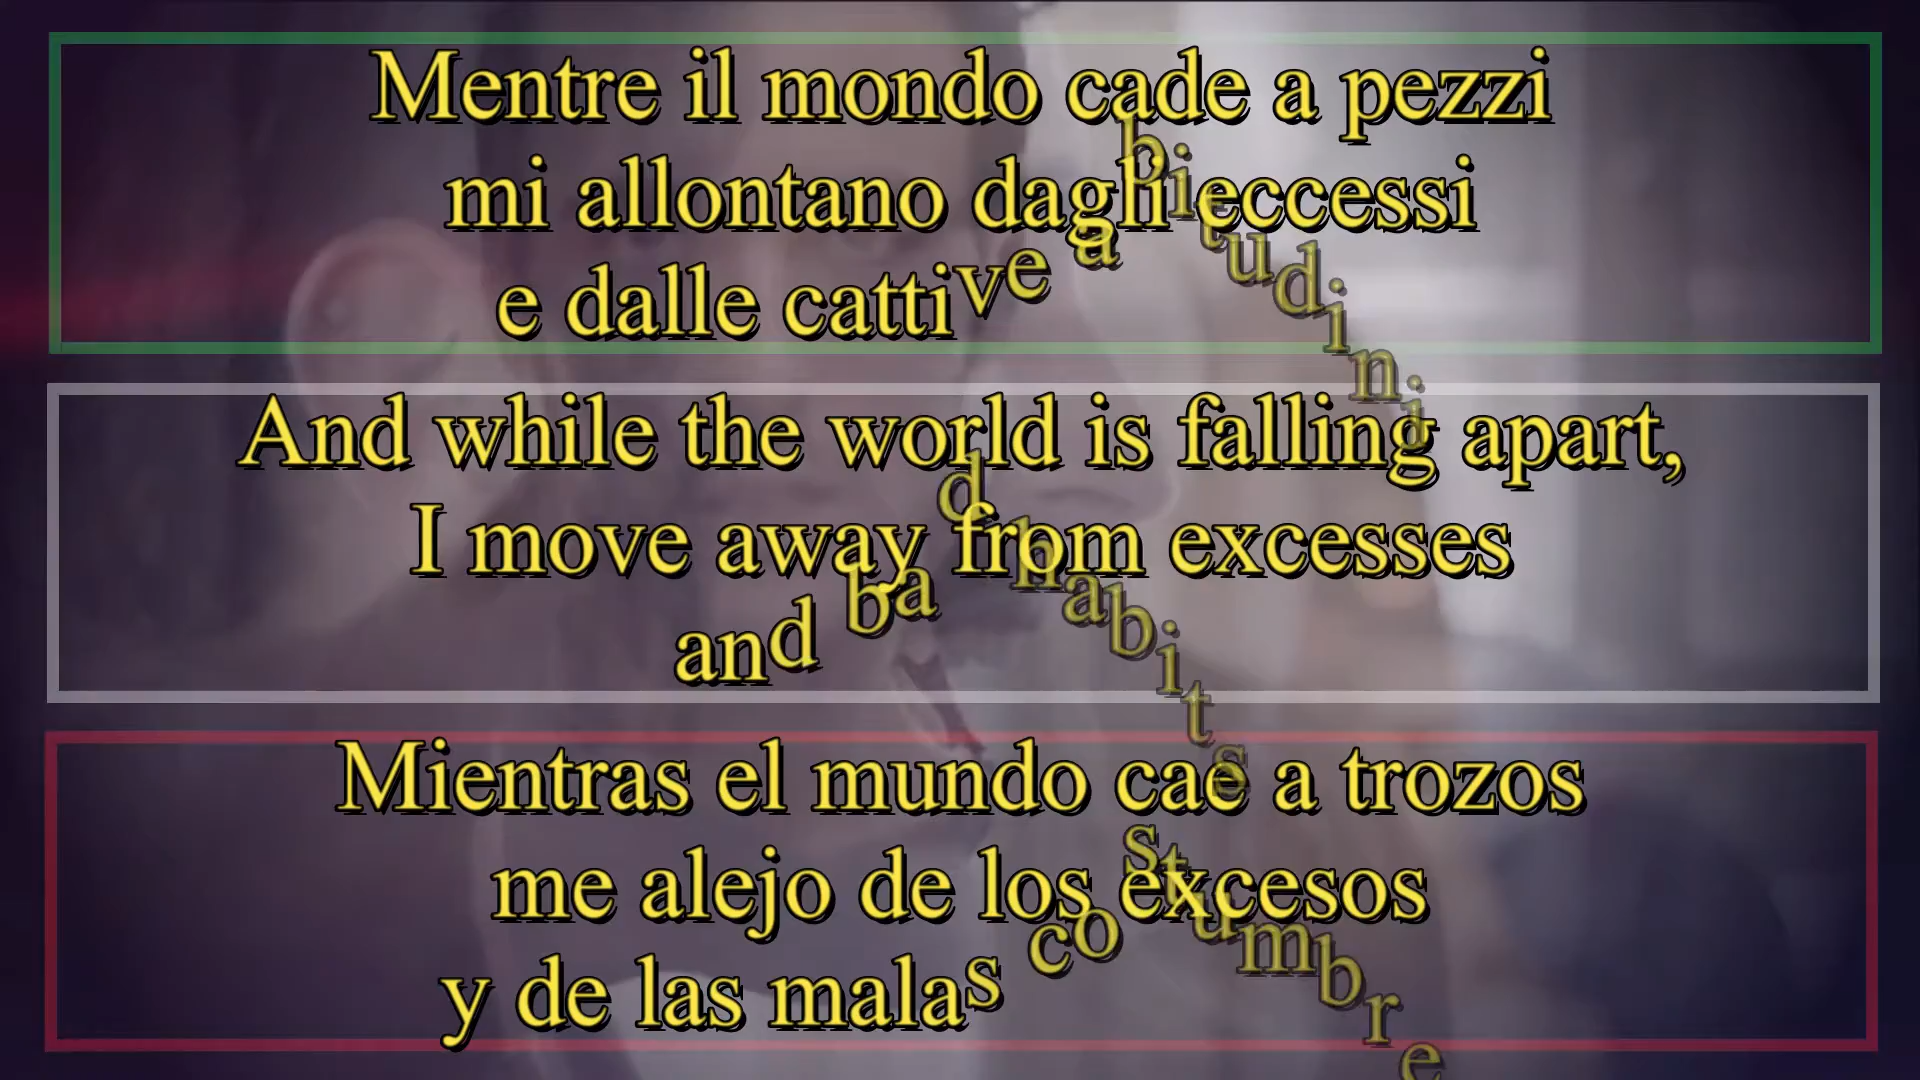 Mentre il mondo cade a pezzi
mi allontano dagli eccessi
e dalle cattive abitudini
And while the world is falling apart,
I move away from excesses
and bad habits
Mientras el mundo cae a trozos
me alejo de los excesos
y de las malas costumbre